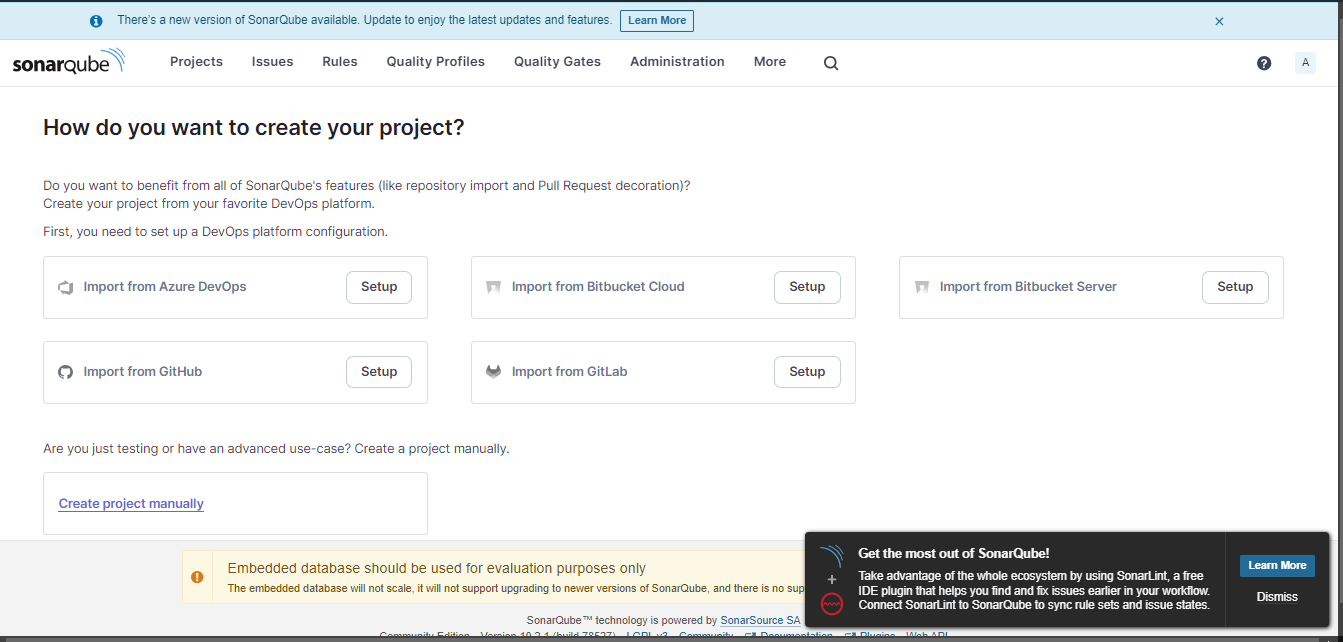 There's a new version of SonarQube available. Update to enjoy the latest updates and features. Learn More
sonarqube Projects Issues Rules Quality Profiles Quality Gates Administration More A
How do you want to create your project?
Do you want to benefit from all of SonarQube's features (like repository import and Pull Request decoration)?
Create your project from your favorite DevOps platform.
First, you need to set up a DevOps platform configuration.
Import from Azure DevOps Setup Import from Bitbucket Cloud Setup Import from Bitbucket Server Setup
Import from GitHub Setup Import from GitLab Setup
Are you just testing or have an advanced use-case? Create a project manually.
Create project manually
Embedded database should be used for evaluation purposes only
The embedded database will not scale, it will not support upgrading to newer versions of SonarQube, and there is no sup
Get the most out of SonarQube!
Take advantage of the whole ecosystem by using SonarLint, a free
IDE plugin that helps you find and fix issues earlier in your workflow.
Connect SonarLint to SonarQube to sync rule sets and issue states.
Learn More
Dismiss
SonarQube™ technology is powered by SonarSource SA
Community Edition Version 10.2.1 (build 78527) LGPL v3 Community Documentation Plugins Web API